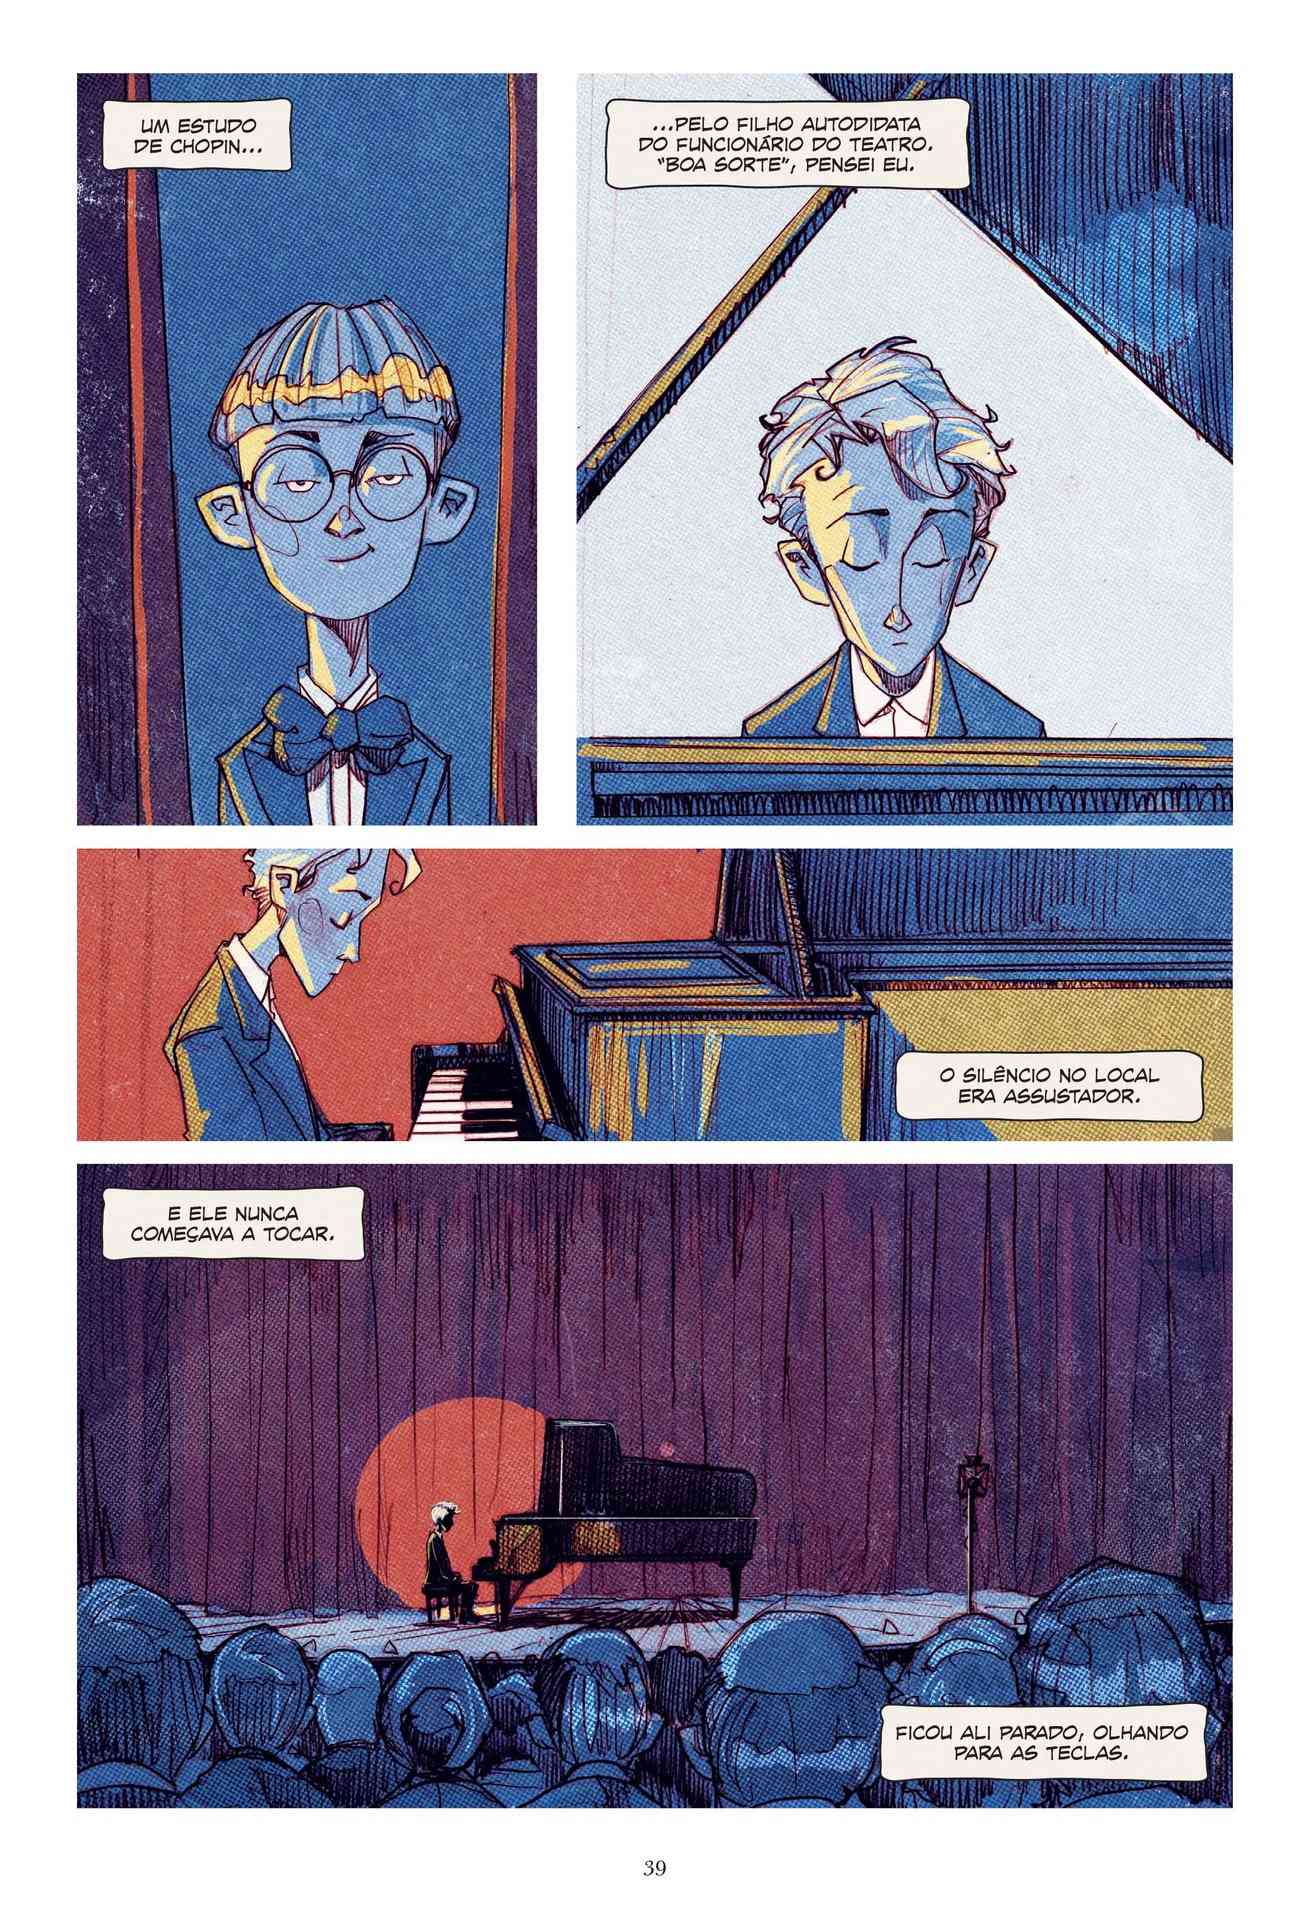 UM ESTUDO
DE CHOPIN...
...PELO FILHO AUTODIDATA
DO FUNCIONÁRIO DO TEATRO.
"BOA SORTE", PENSEI EU.
O SILÊNCIO NO LOCAL
ERA ASSUSTADOR.
E ELE NUNCA
COMEÇAVA A TOCAR.
FICOU ALI PARADO, OLHANDO
PARA AS TECLAS.
39